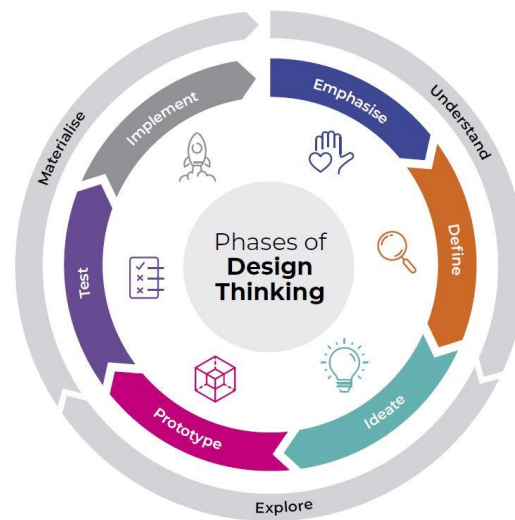 Phases of
Design
Thinking
Emphasise
Define
Ideate
Prototype
Test
Implement
Understand
Explore
Materialise